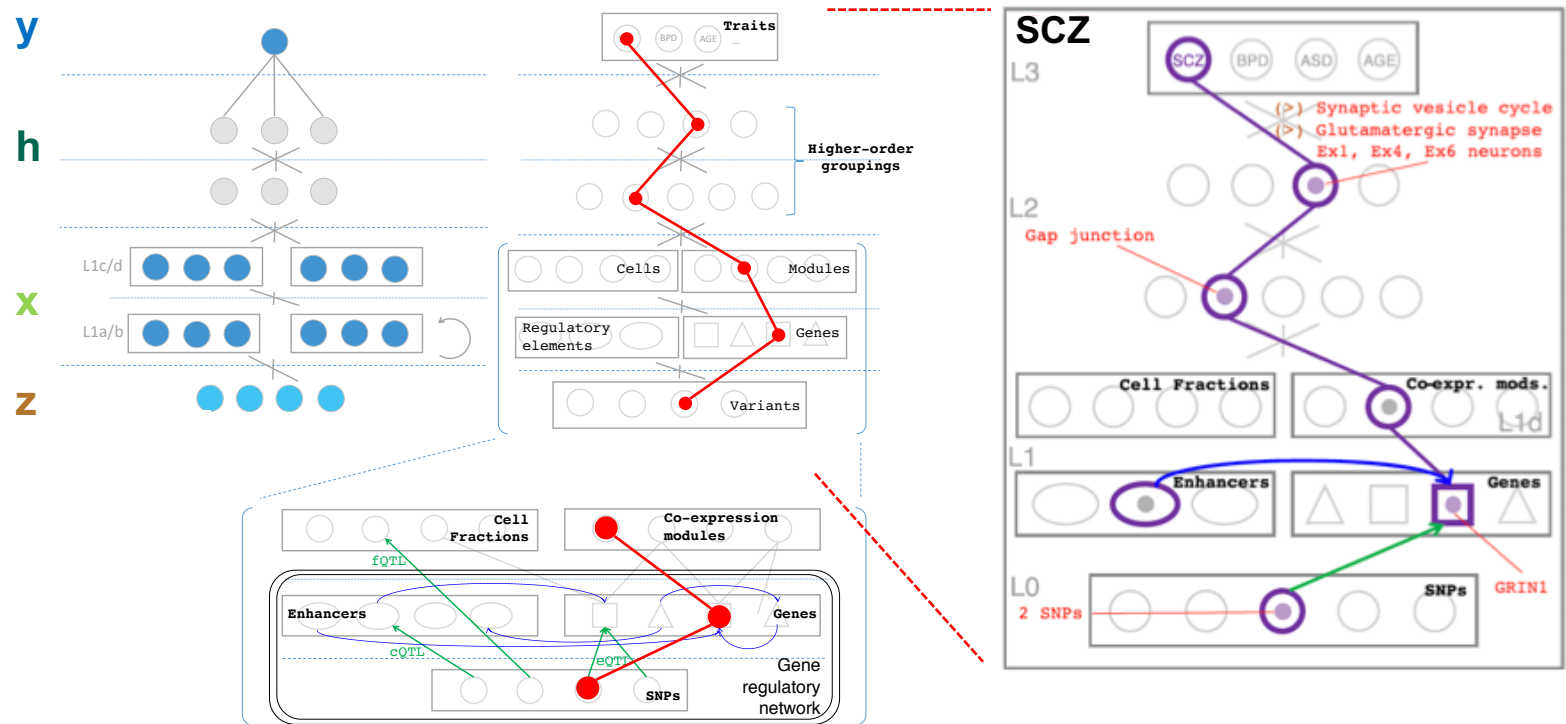 y
h
x
z
L1c/d
L1a/b
Traits
BPD
AGE
...
Higher-order
groupings
Cells
Modules
Regulatory
elements
Genes
Variants
Cell
Fractions
Co-expression
modules
fQTL
Enhancers
Genes
cQTL
eQTL
SNPs
Gene
regulatory
network
SCZ
L3
SCZ
BPD
ASD
AGE
(>) Synaptic vesicle cycle
(>) Glutamatergic synapse
Ex1, Ex4, Ex6 neurons
L2
Gap junction
Cell Fractions
Co-expr. mods.
L1d
L1
Enhancers
Genes
L0
GRIN1
SNPs
2 SNPs